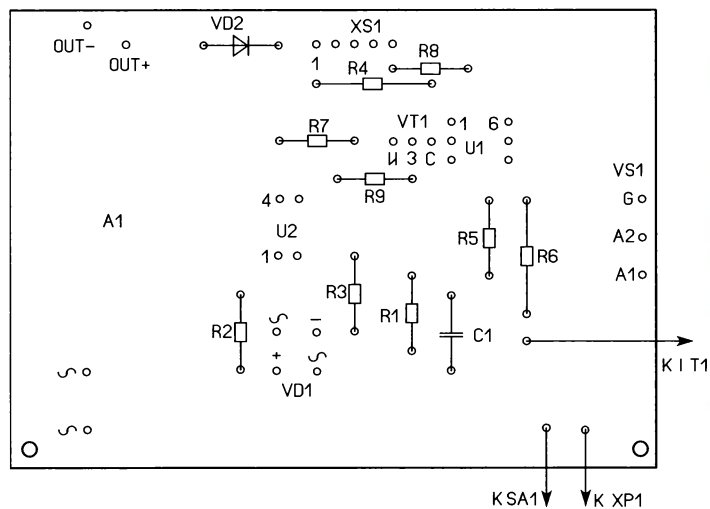 VD2
XS1
OUT-
OUT+
1
R8
R4
R7
VT1
1
6
И З С
U1
VS1
R9
G
4
A1
U2
R5
R6
A2
1
A1
R3
R2
–
R1
C1
+
VD1
К IT1
К SA1
К XP1